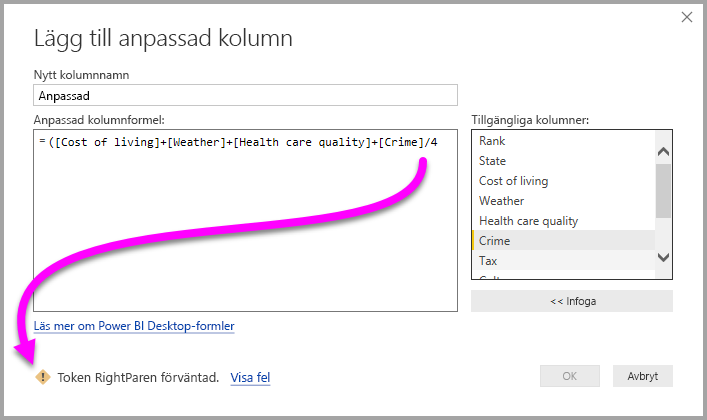 Lägg till anpassad kolumn
Nytt kolumnnamn
Anpassad
Anpassad kolumnformel:
= ([Cost of living]+[Weather]+[Health care quality]+[Crime]/4
Tillgängliga kolumner:
Rank
State
Cost of living
Weather
Health care quality
Crime
Tax
<< Infoga
Läs mer om Power BI Desktop-formler
Token RightParen förväntad. Visa fel
OK
Avbryt